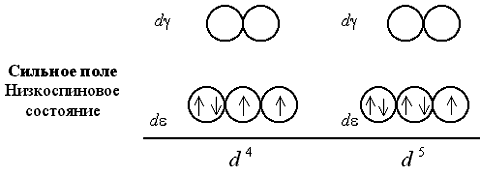 dγ
dγ
Сильное поле
Низкоспиновое
состояние
dε
dε
d⁴
d⁵